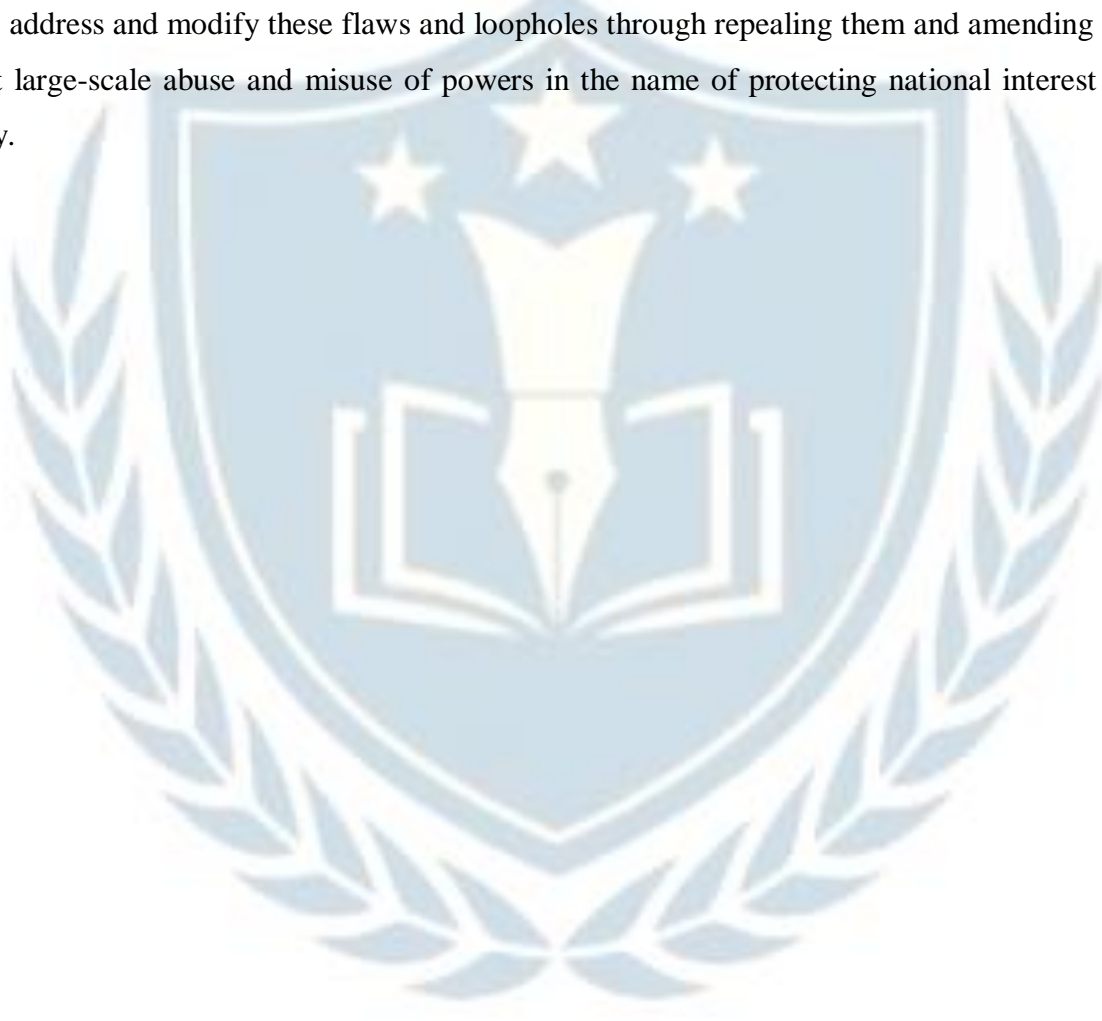 address and modify these flaws and loopholes through repealing them and amending
large-scale abuse and misuse of powers in the name of protecting national interest